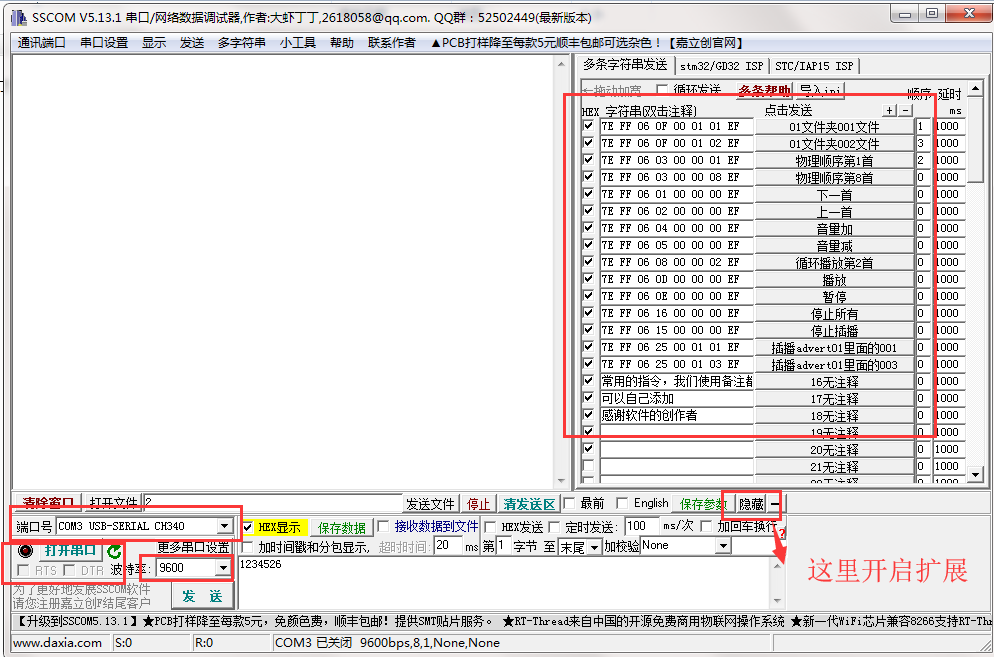 SSCOM V5.13.1 串口/网络数据调试器,作者:大虾丁丁,2618058@qq.com. QQ群：52502449(最新版本)
通讯端口 串口设置 显示 发送 多字符串 小工具 帮助 联系作者 ▲PCB打样降至每款5元顺丰包邮可选杂色！【嘉立创官网】
多条字符串发送 stm32/GD32 ISP STC/IAP15 ISP
←拖动加宽 循环发送 多条帮助 导入ini 顺序 延时
HEX 字符串(双击注释) 点击发送 + - ms
7E FF 06 0F 00 01 01 EF 01文件夹001文件 1 1000
7E FF 06 0F 00 01 02 EF 01文件夹002文件 3 1000
7E FF 06 03 00 00 01 EF 物理顺序第1首 2 1000
7E FF 06 03 00 00 08 EF 物理顺序第8首 0 1000
7E FF 06 01 00 00 00 EF 下一首 0 1000
7E FF 06 02 00 00 00 EF 上一首 0 1000
7E FF 06 04 00 00 00 EF 音量加 0 1000
7E FF 06 05 00 00 00 EF 音量减 0 1000
7E FF 06 08 00 00 02 EF 循环播放第2首 0 1000
7E FF 06 0D 00 00 00 EF 播放 0 1000
7E FF 06 0E 00 00 00 EF 暂停 0 1000
7E FF 06 16 00 00 00 EF 停止所有 0 1000
7E FF 06 15 00 00 00 EF 停止插播 0 1000
7E FF 06 25 00 01 01 EF 插播advert01里面的001 0 1000
7E FF 06 25 00 01 03 EF 插播advert01里面的003 0 1000
常用的指令，我们使用备注都 16无注释 0 1000
可以自己添加 17无注释 0 1000
感谢软件的创作者 18无注释 0 1000
19无注释 0 1000
20无注释 0 1000
21无注释 0 1000
清除窗口 打开文件 2 发送文件 停止 清发送区 最前 English 保存参数 隐藏 —
端口号 COM3 USB-SERIAL CH340 HEX显示 保存数据 接收数据到文件 HEX发送 定时发送: 100 ms/次 加回车换行
打开串口 更多串口设置 加时间戳和分包显示, 超时时间: 20 ms 第 1 字节 至 末尾 加校验 None
RTS DTR 波特率: 9600 1234526
这里开启扩展
为了更好地发展SSCOM软件
请您注册嘉立创F结尾客户
发 送
【升级到SSCOM5.13.1】★PCB打样降至每款5元，免颜色费，顺丰包邮！提供SMT贴片服务。 ★RT-Thread来自中国的开源免费商用物联网操作系统 ★新一代WiFi芯片兼容8266支持RT-Thr
www.daxia.com S:0 R:0 COM3 已关闭 9600bps,8,1,None,None